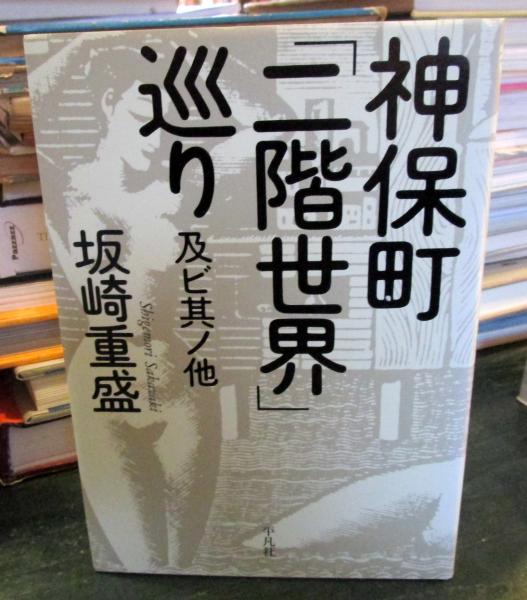 神保町
「二階世界」
巡り
及ビ其ノ他
坂崎重盛
Shigemori Sakazaki
平凡社